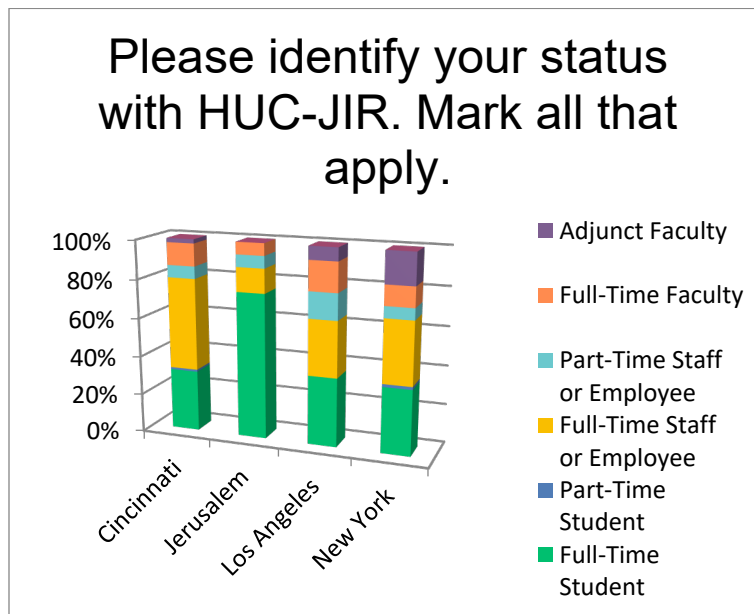 Please identify your status
with HUC-JIR. Mark all that
apply.
100%
80%
60%
40%
20%
0%
Cincinnati
Jerusalem
Los Angeles
New York
Adjunct Faculty
Full-Time Faculty
Part-Time Staff
or Employee
Full-Time Staff
or Employee
Part-Time
Student
Full-Time
Student